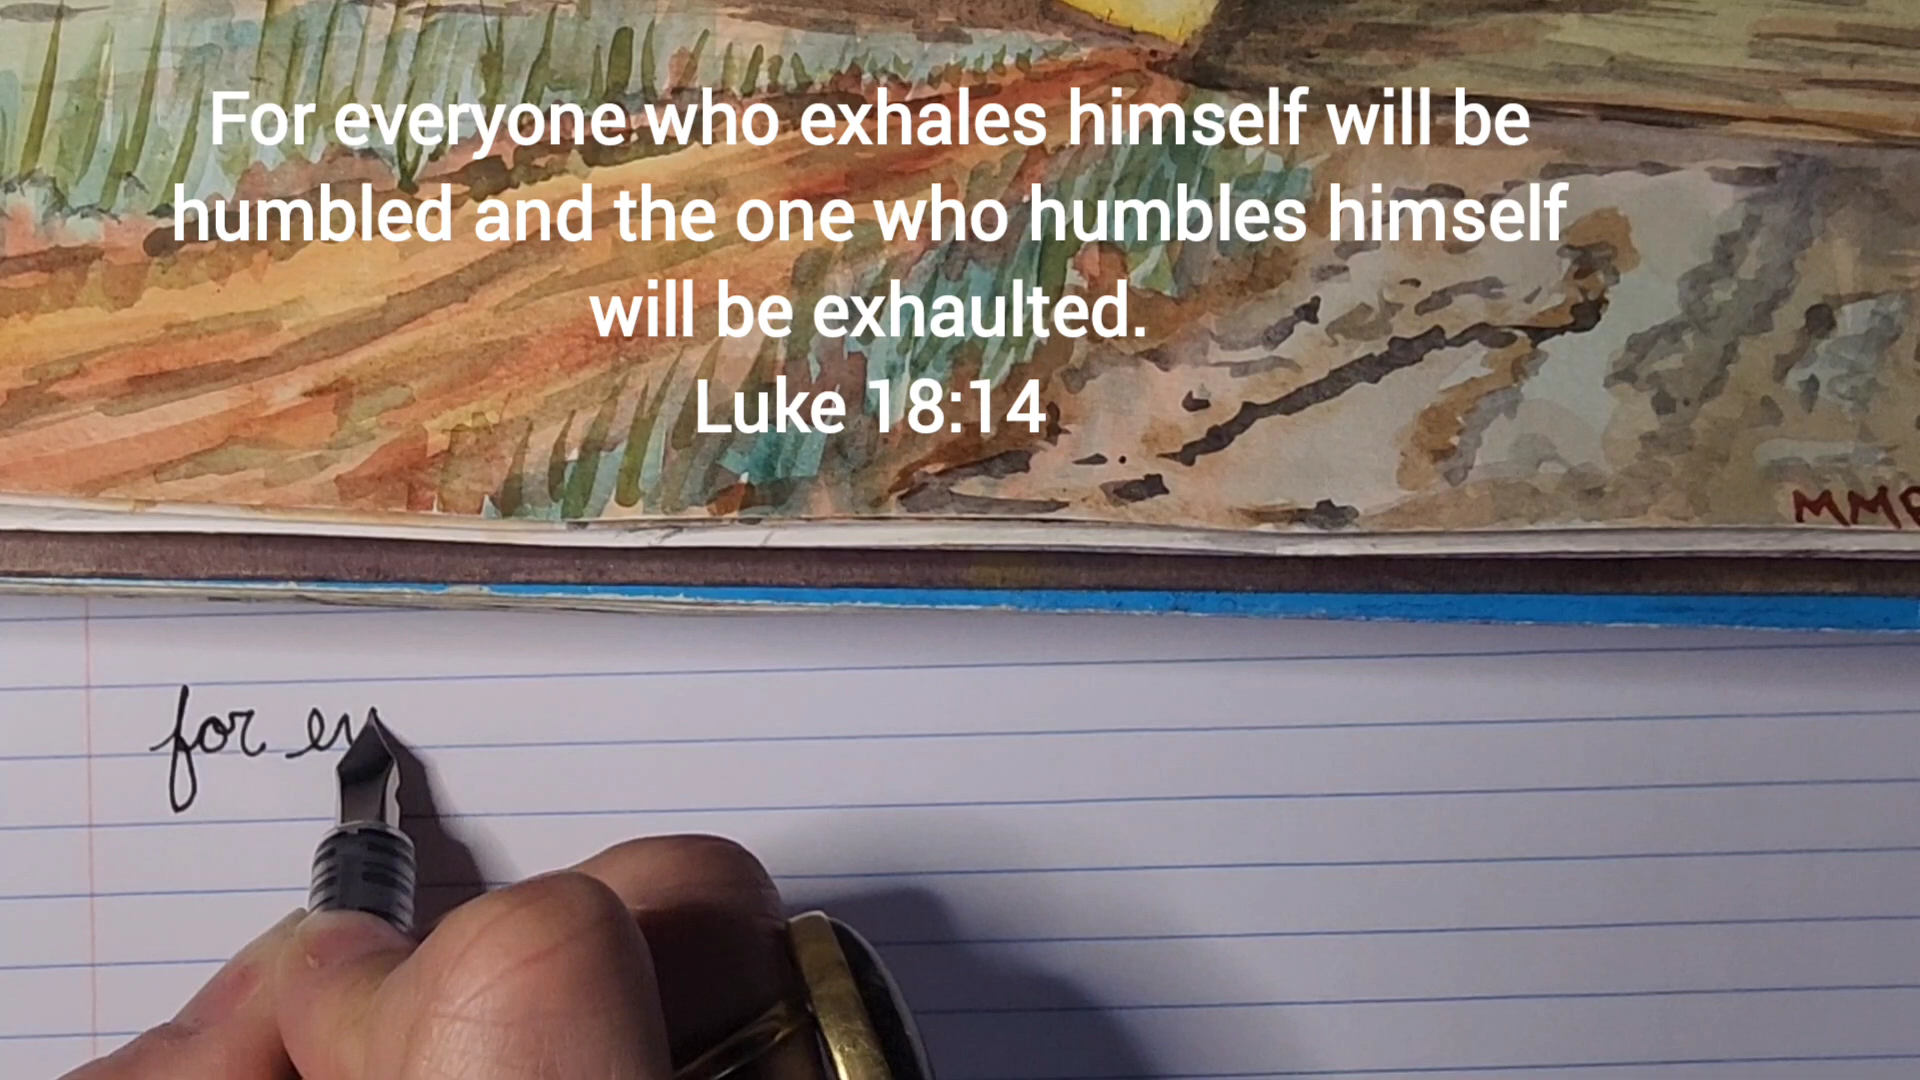 For everyone who exhales himself will be
humbled and the one who humbles himself
will be exhaulted.
Luke 18:14
for ev